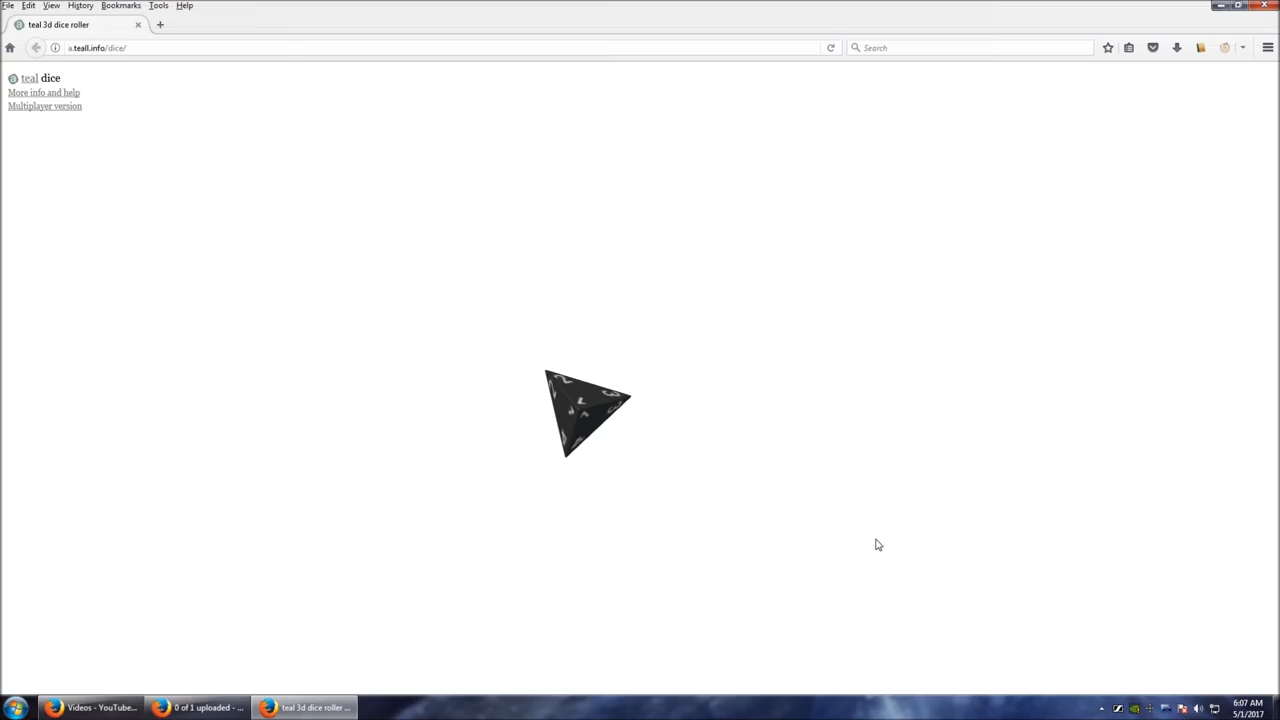 File Edit View History Bookmarks Tools Help
teal 3d dice roller
a.teall.info/dice/
Search
a teal dice
More info and help
Multiplayer version
2
3
Videos - YouTube...
0 of 1 uploaded - ...
teal 3d dice roller ...
6:07 AM
5/1/2017